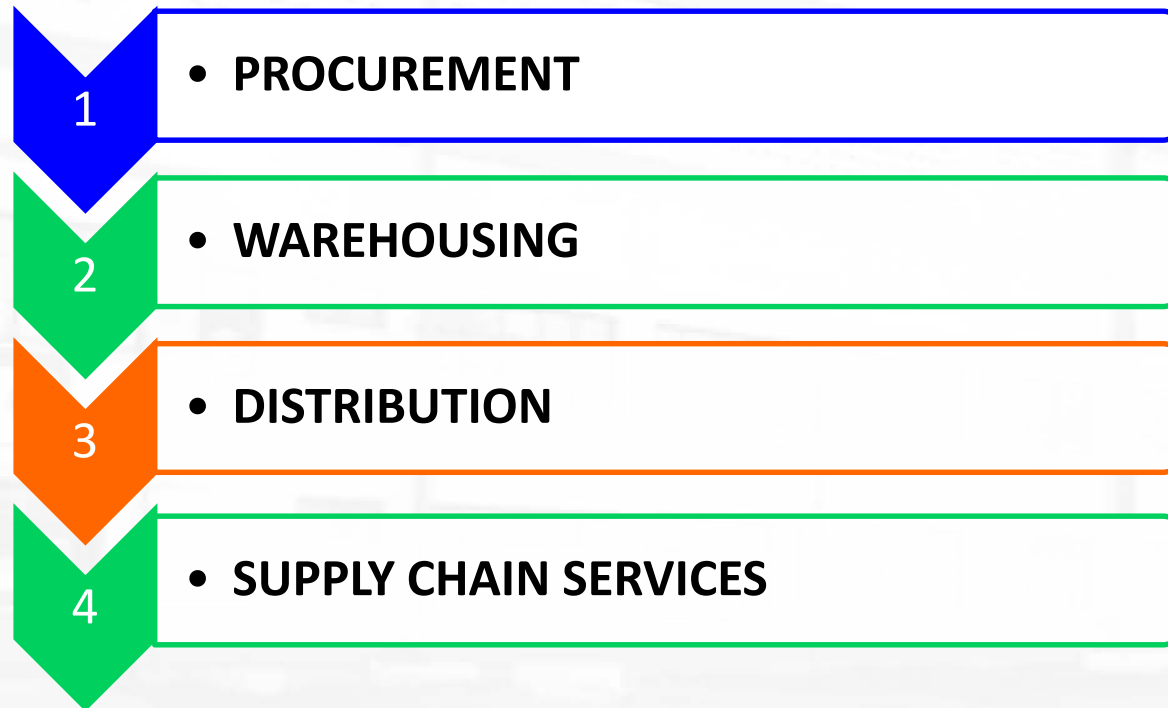 1
• PROCUREMENT
2
• WAREHOUSING
3
• DISTRIBUTION
4
• SUPPLY CHAIN SERVICES